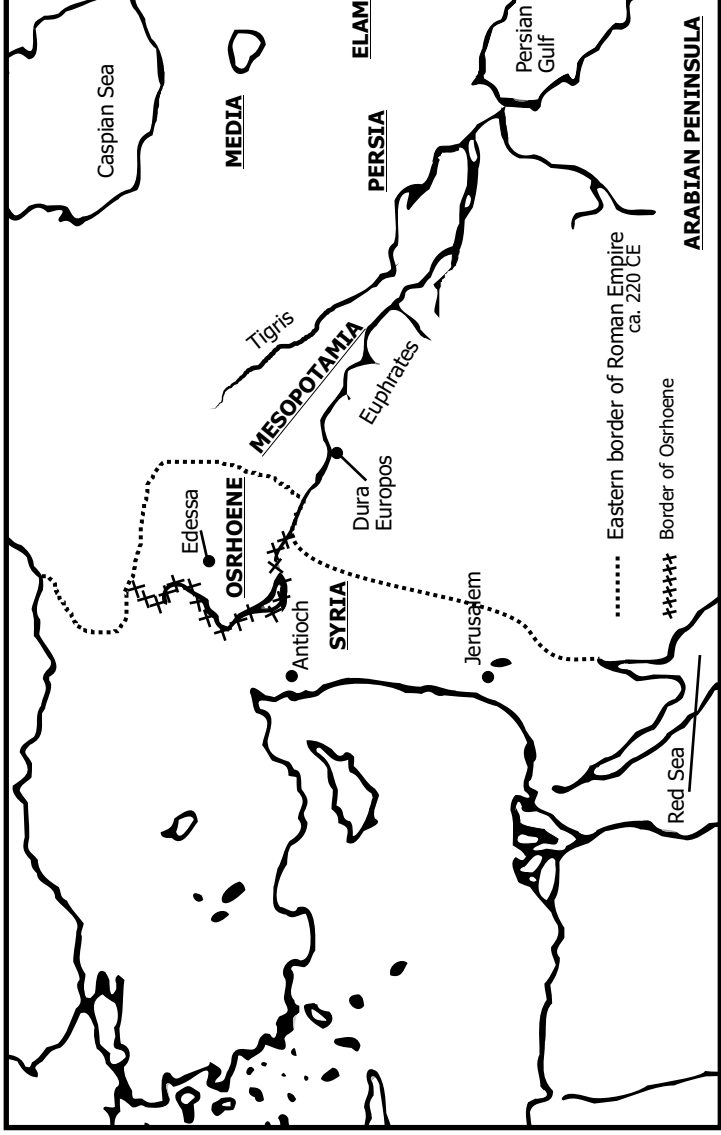 Caspian Sea
MEDIA
ELAM
PERSIA
Persian
Gulf
ARABIAN PENINSULA
Tigris
MESOPOTAMIA
Euphrates
Edessa
OSRHOENE
Dura
Europos
Antioch
SYRIA
Jerusalem
Red Sea
Eastern border of Roman Empire
ca. 220 CE
Border of Osrhoene